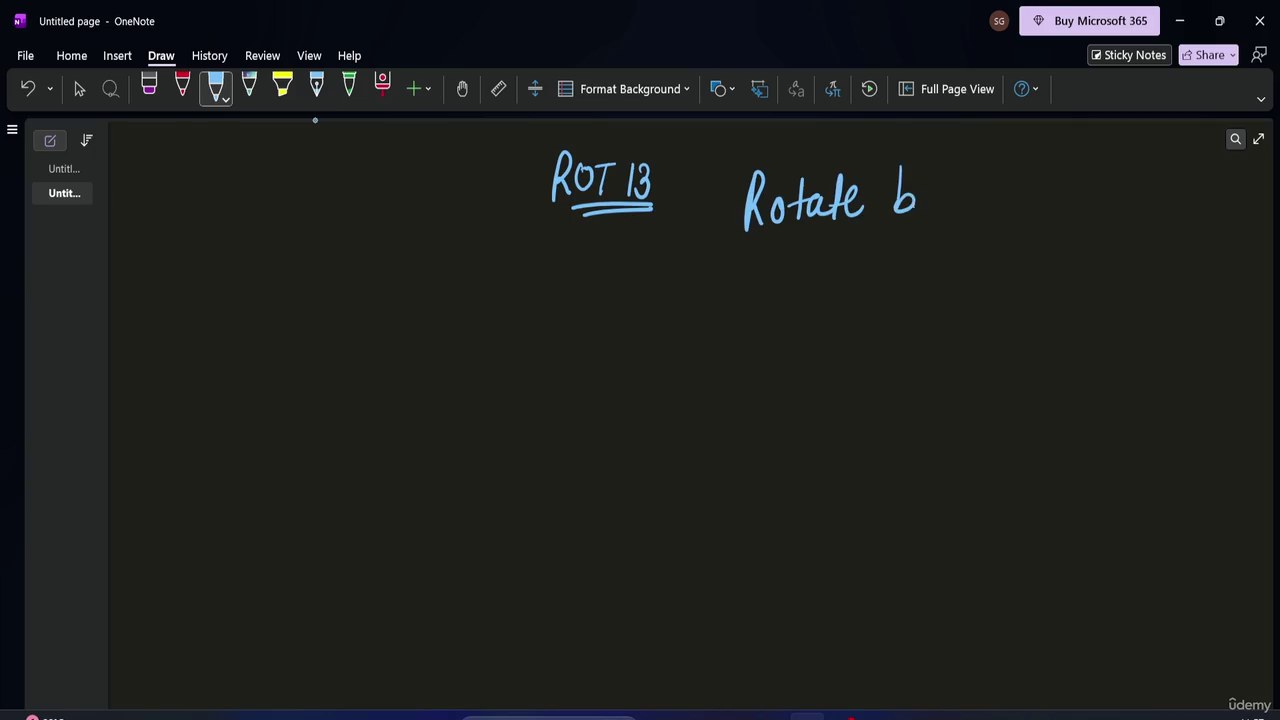 Untitled page - OneNote
SG
Buy Microsoft 365
File Home Insert Draw History Review View Help
Sticky Notes
Share
Format Background
Full Page View
Untitl...
Untit...
ROT 13
Rotate b
ûdemy